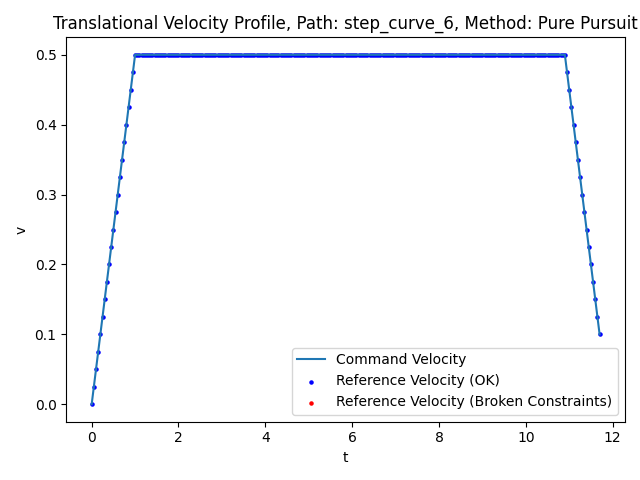 Translational Velocity Profile, Path: step_curve_6, Method: Pure Pursuit
0.5
0.4
0.3
0.2
0.1
0.0
v
0 2 4 6 8 10 12
t
Command Velocity
Reference Velocity (OK)
Reference Velocity (Broken Constraints)